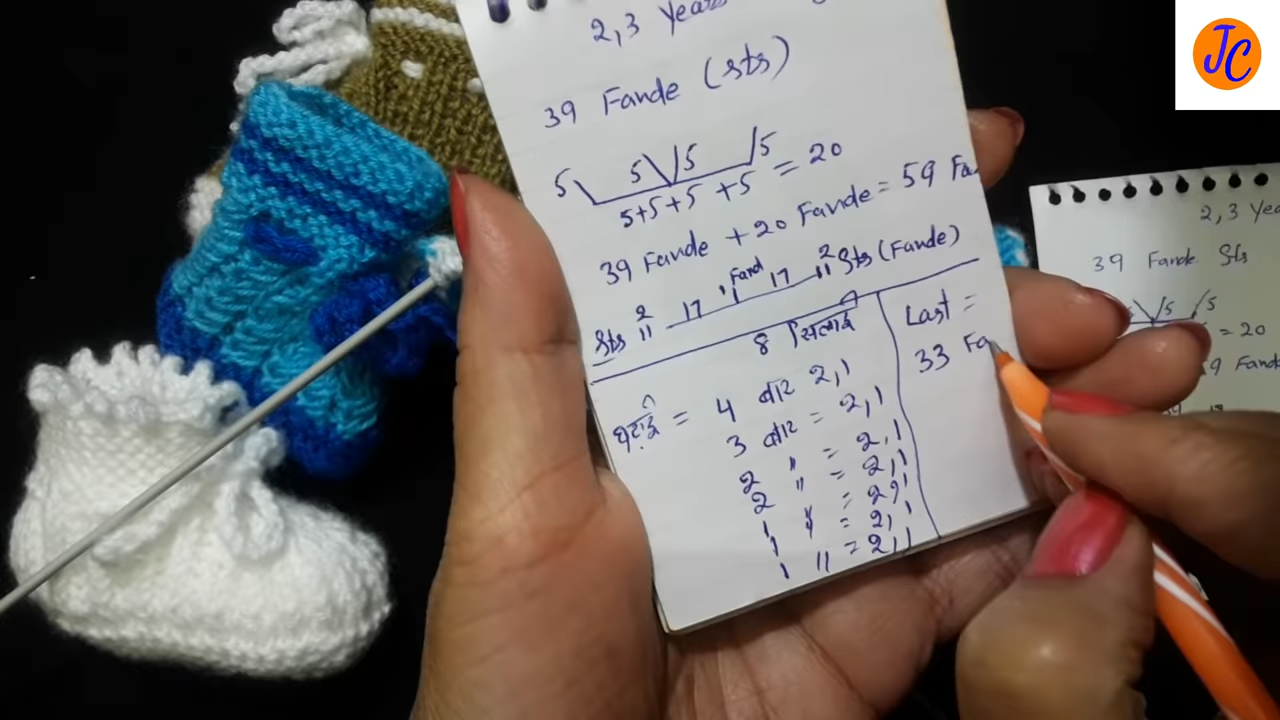 JC
2,3 Years
39 Fande (sts)
5 5 5 5
5+5+5+5 = 20
39 Fande + 20 Fande = 59 Fa
Sts 2 11 17 1 Fand 17 11 2 Sts (Fande)
8 सिलाई
घटाई = 4 बार 2,1
3 बार = 2,1
2 " = 2,1
2 " = 2,1
1 " = 2,1
1 " = 2,1
1 " = 2,1
Last =
33 Fa
2,3 Yea
39 Fande Sts
5 5
= 20
9 Fande